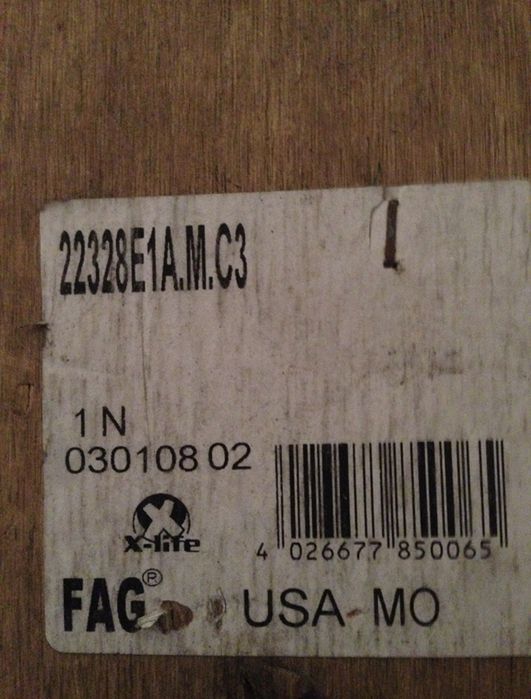 22328E1A.M.C3
1 N
030108 02
X-life
4 026677 850065
FAG® USA MO